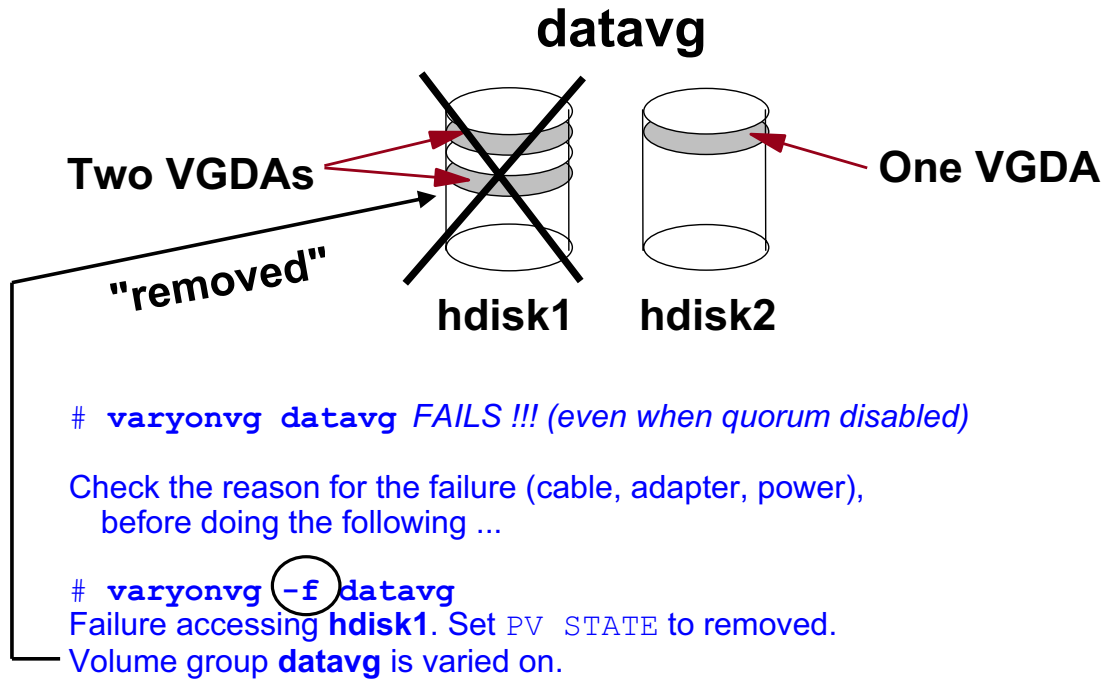 datavg
Two VGDAs
One VGDA
"removed"
hdisk1
hdisk2
# varyonvg datavg FAILS !!! (even when quorum disabled)
Check the reason for the failure (cable, adapter, power),
before doing the following ...
# varyonvg -f datavg
Failure accessing hdisk1. Set PV STATE to removed.
Volume group datavg is varied on.